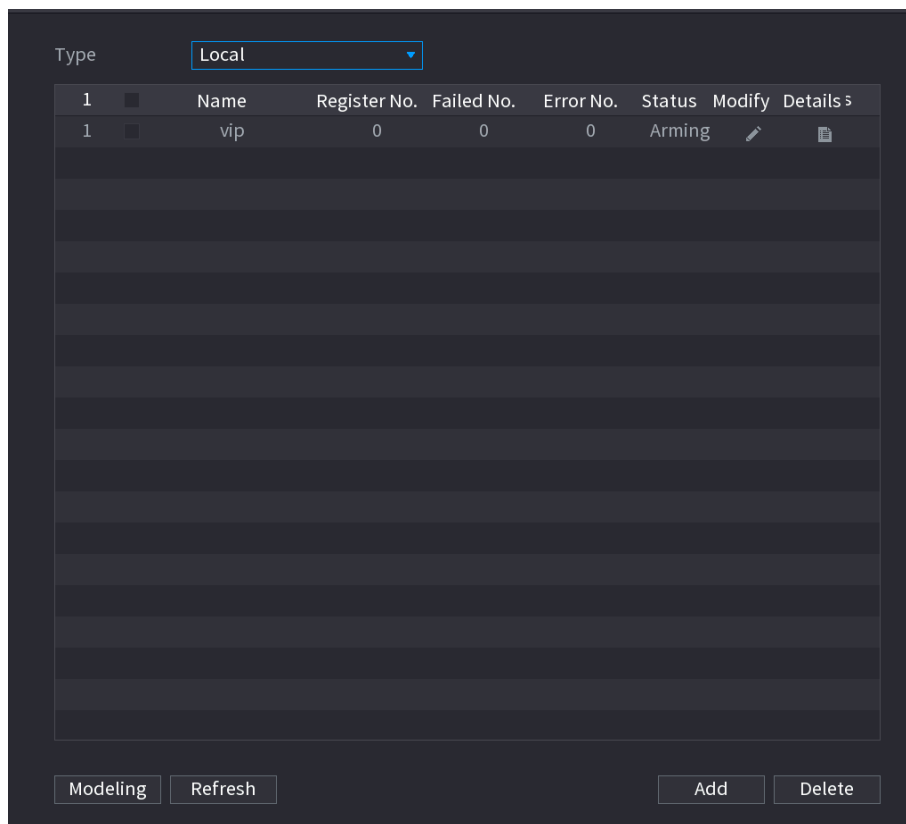 Type Local
1 Name Register No. Failed No. Error No. Status Modify Details s
1 vip 0 0 0 Arming
Modeling Refresh Add Delete